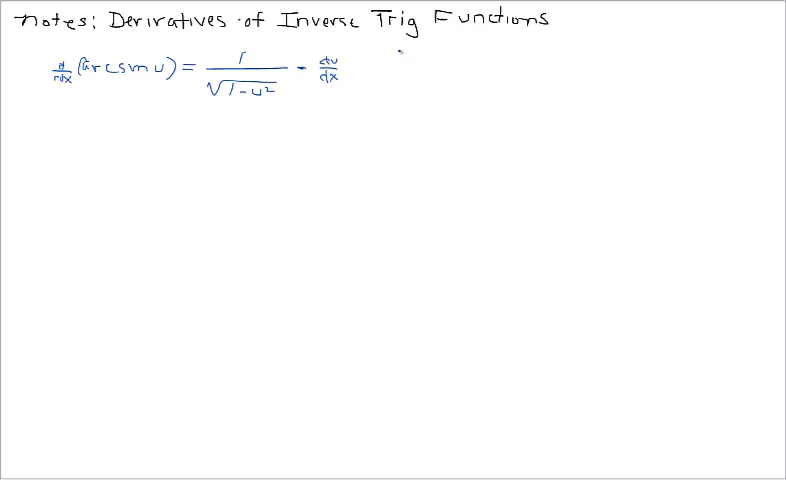 Notes: Derivatives of Inverse Trig Functions
d/dx (arcsin u) = 1/√(1-u²) · du/dx